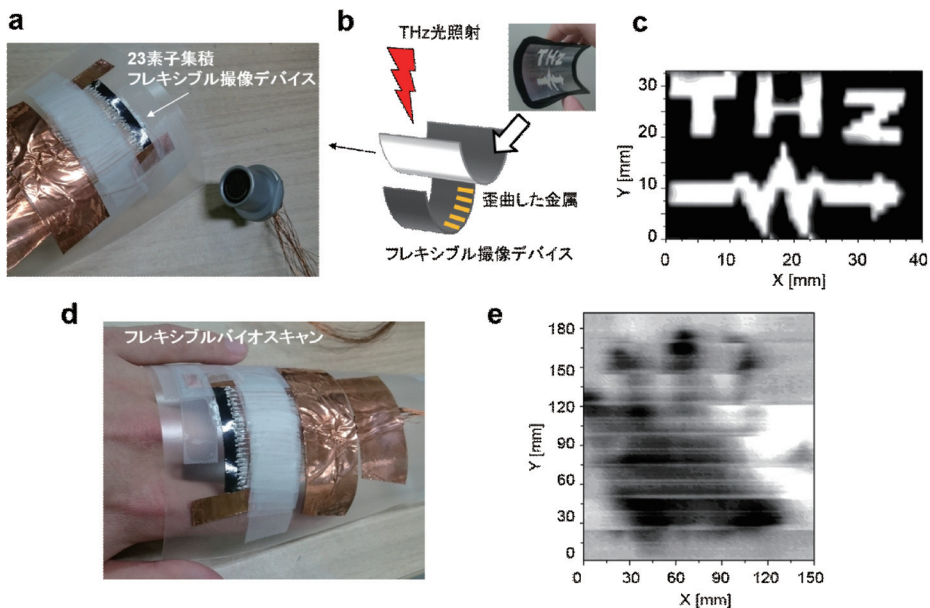 a
23素子集積
フレキシブル撮像デバイス
b
THz光照射
THz
歪曲した金属
フレキシブル撮像デバイス
c
THz
Y [mm]
30
20
10
0
0
10
20
30
40
X [mm]
d
フレキシブルバイオスキャン
e
Y [mm]
180
150
120
90
60
30
0
0
30
60
90
120
150
X [mm]